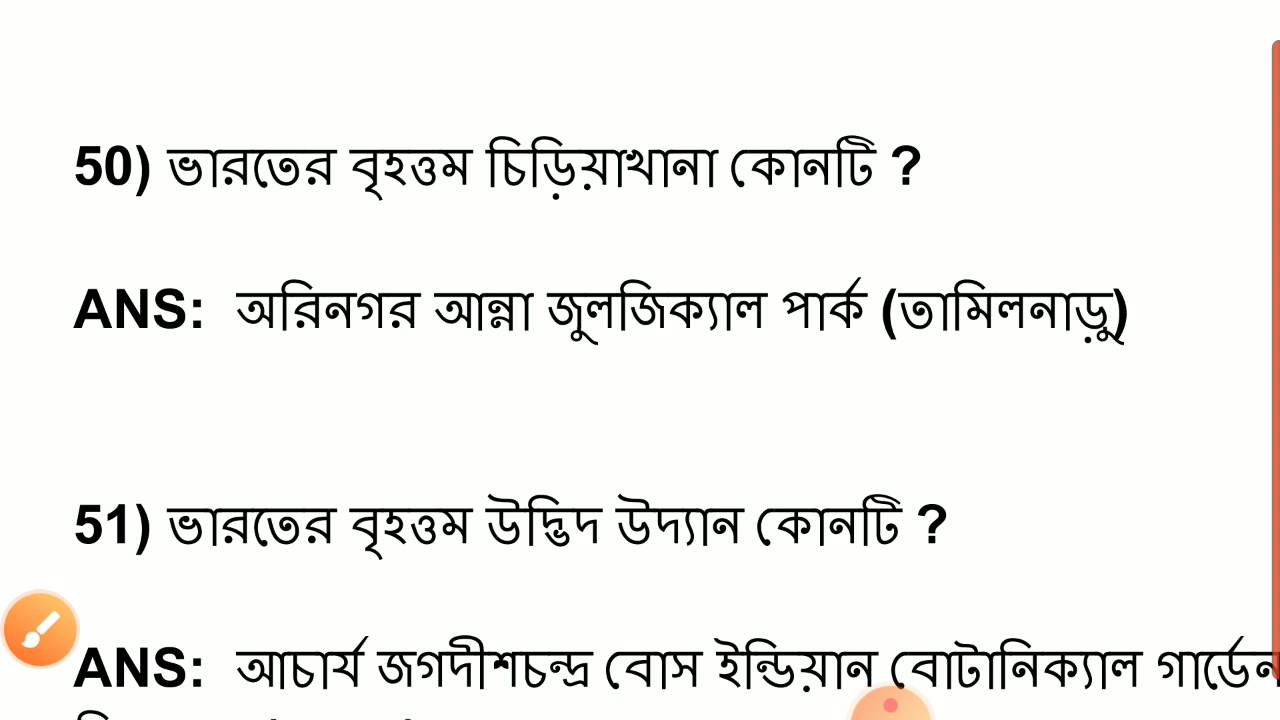 50) ভারতের বৃহত্তম চিড়িয়াখানা কোনটি ?
ANS: অরিনগর আন্না জুলজিক্যাল পার্ক (তামিলনাড়ু)
51) ভারতের বৃহত্তম উদ্ভিদ উদ্যান কোনটি ?
ANS: আচার্য জগদীশচন্দ্র বোস ইন্ডিয়ান বোটানিক্যাল গার্ডেন